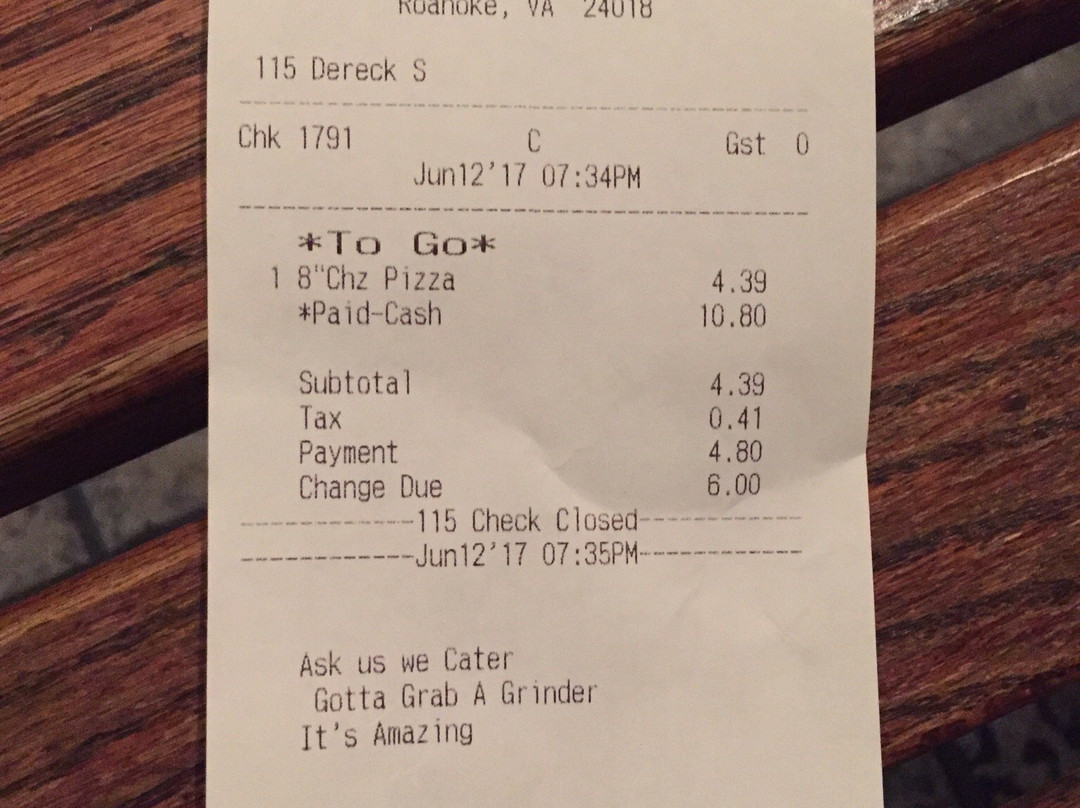 Roanoke, VA 24018
115 Dereck S
Chk 1791 C Gst 0
Jun12'17 07:34PM
*To Go*
1 8"Chz Pizza 4.39
*Paid-Cash 10.80
Subtotal 4.39
Tax 0.41
Payment 4.80
Change Due 6.00
------------115 Check Closed------------
------------Jun12'17 07:35PM------------
Ask us we Cater
Gotta Grab A Grinder
It's Amazing